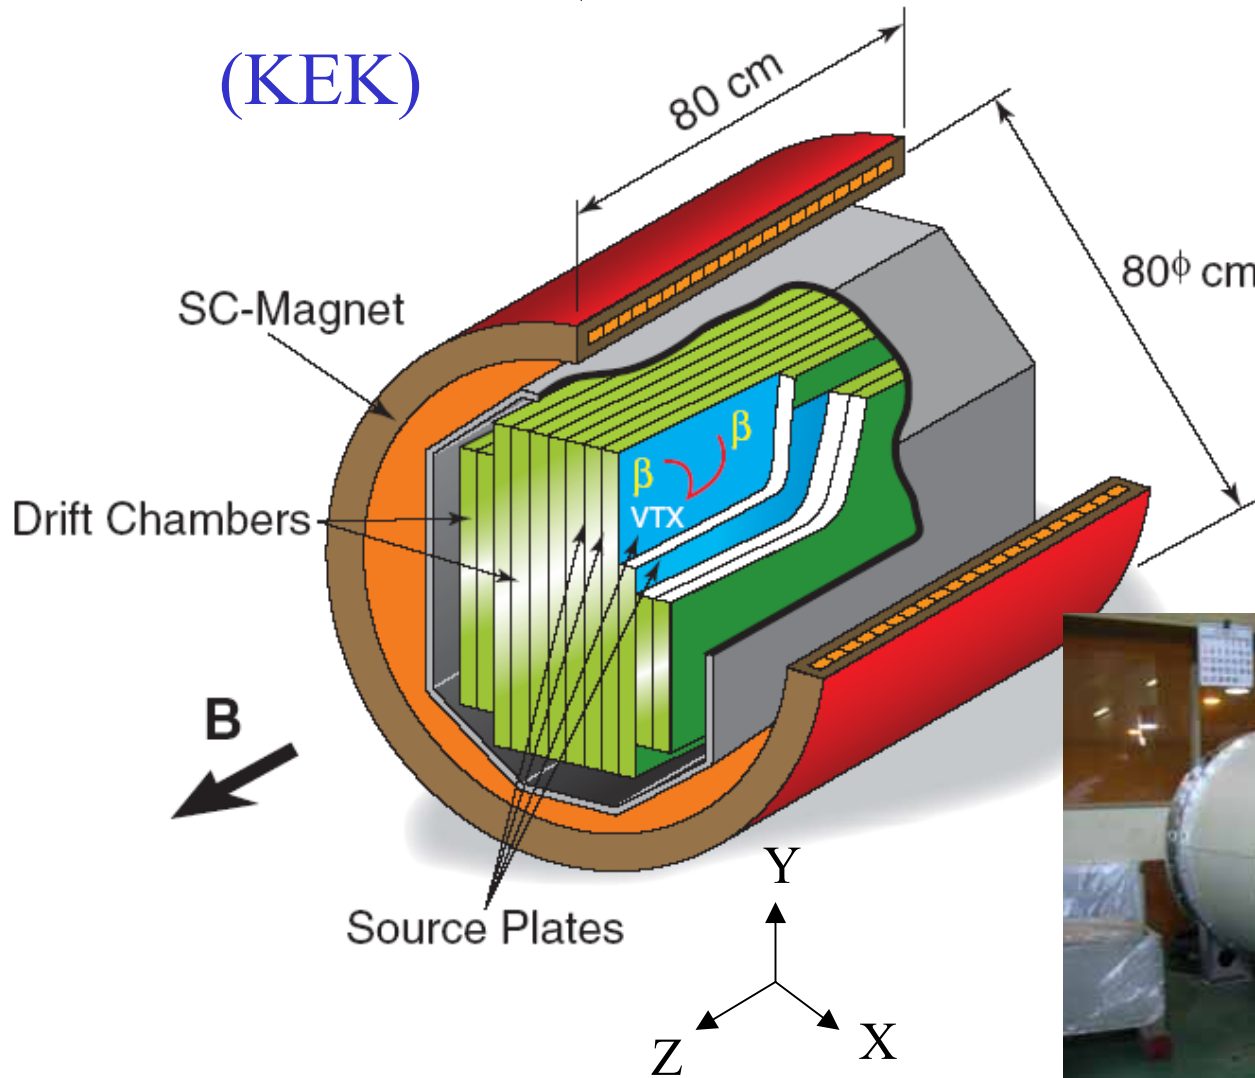 (KEK)
80 cm
80ϕ cm
SC-Magnet
β
β
VTX
Drift Chambers
B
Source Plates
Y
Z
X